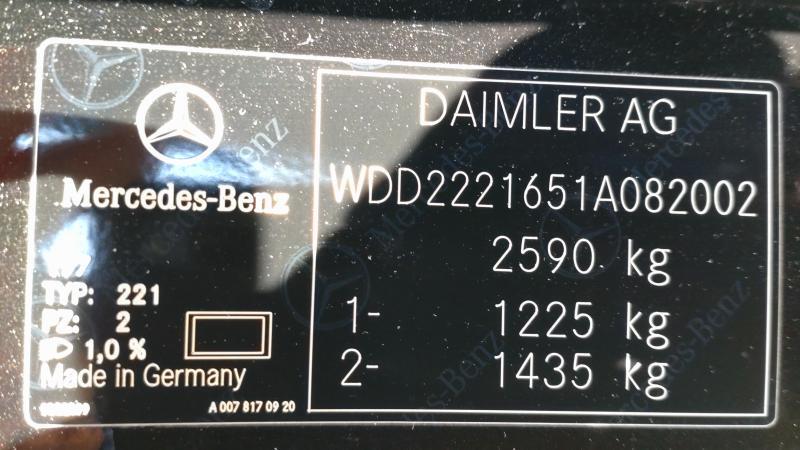 Mercedes-Benz
TYP: 221
PZ: 2
1,0 %
Made in Germany
A 007 817 09 20
DAIMLER AG
WDD2221651A082002
2590 kg
1- 1225 kg
2- 1435 kg